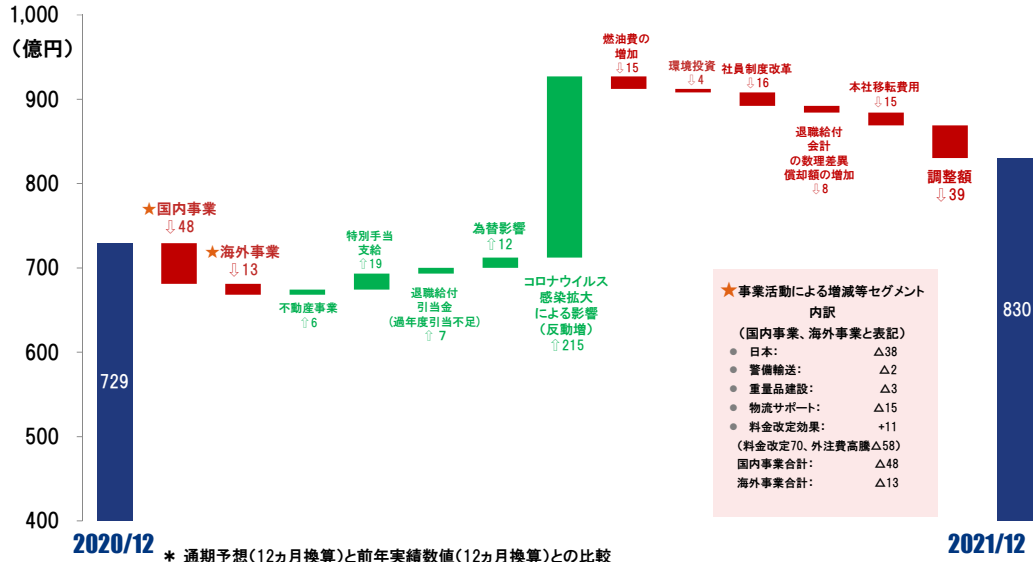 1,000
(億円)
900
800
700
600
500
400
729
2020/12
★国内事業
⇩48
★海外事業
⇩13
不動産事業
⇧6
特別手当
支給
⇧19
退職給付
引当金
(過年度引当不足)
⇧7
為替影響
⇧12
コロナウイルス
感染拡大
による影響
(反動増)
⇧215
燃油費の
増加
⇩15
環境投資
⇩4
社員制度改革
⇩16
退職給付
会計
の数理差異
償却額の増加
⇩8
本社移転費用
⇩15
調整額
⇩39
830
2021/12
★事業活動による増減等セグメント
内訳
(国内事業、海外事業と表記)
● 日本: △38
● 警備輸送: △2
● 重量品建設: △3
● 物流サポート: △15
● 料金改定効果: +11
(料金改定70、外注費高騰△58)
国内事業合計: △48
海外事業合計: △13
* 通期予想(12ヵ月換算)と前年実績数値(12ヵ月換算)との比較